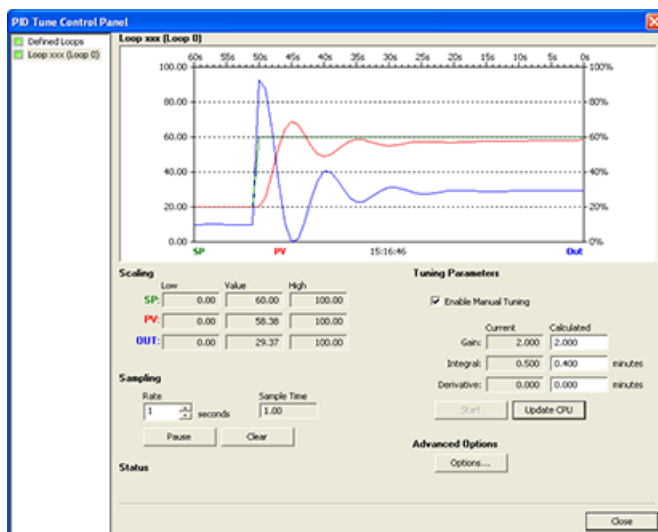 PID Tune Control Panel
Defined Loops
Loop xxx (Loop 0)
Loop xxx (Loop 0)
60s 55s 50s 45s 40s 35s 30s 25s 20s 15s 10s 5s 0s
100.00 100%
80.00 80%
60.00 60%
40.00 40%
20.00 20%
0.00 0%
SP PV 15:16:46 Out
Scaling
Low Value High
SP: 0.00 60.00 100.00
PV: 0.00 58.38 100.00
OUT: 0.00 29.37 100.00
Sampling
Rate Sample Time
1 seconds 1.00
Pause Clear
Status
Tuning Parameters
Enable Manual Tuning
Current Calculated
Gain: 2.000 2.000
Integral: 0.500 0.400 minutes
Derivative: 0.000 0.000 minutes
Start Update CPU
Advanced Options
Options...
Close